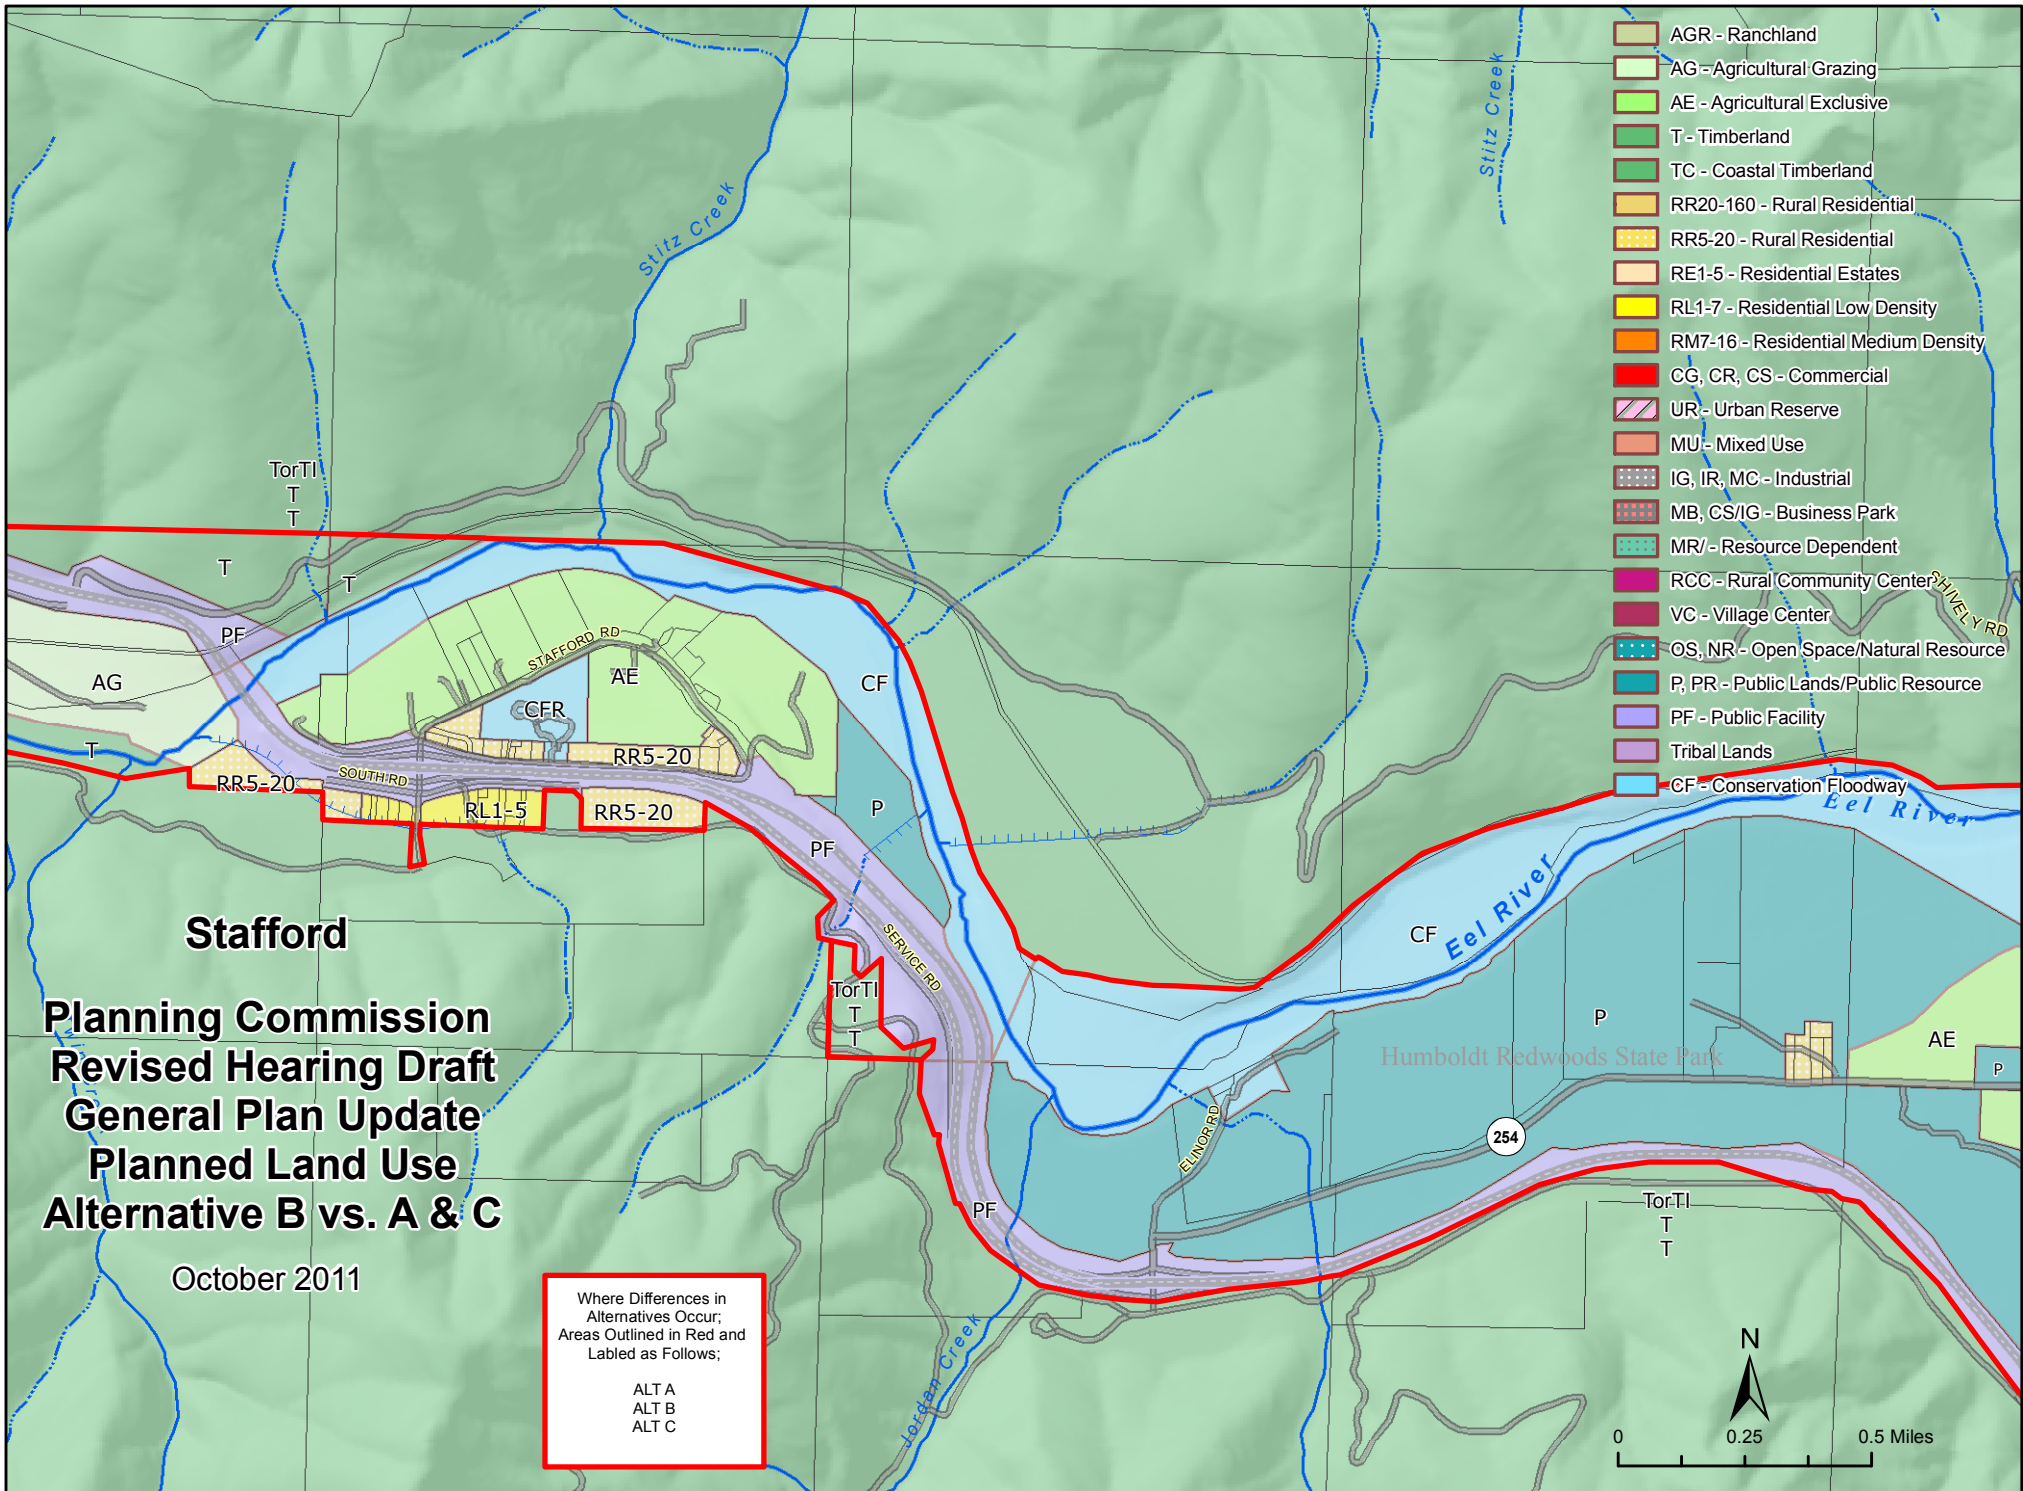 AGR - Ranchland
AG - Agricultural Grazing
AE - Agricultural Exclusive
T - Timberland
TC - Coastal Timberland
RR20-160 - Rural Residential
RR5-20 - Rural Residential
RE1-5 - Residential Estates
RL1-7 - Residential Low Density
RM7-16 - Residential Medium Density
CG, CR, CS - Commercial
UR - Urban Reserve
MU - Mixed Use
IG, IR, MC - Industrial
MB, CS/IG - Business Park
MR/ - Resource Dependent
RCC - Rural Community Center
VC - Village Center
OS, NR - Open Space/Natural Resource
P, PR - Public Lands/Public Resource
PF - Public Facility
Tribal Lands
CF - Conservation Floodway
Stitz Creek
Stitz Creek
TorTI
T
T
T
T
SHIVELY RD
PF
STAFFORD RD
AE
AG
CFR
CF
T
RR5-20
SOUTH RD
RR5-20
RL1-5
RR5-20
P
PF
Eel River
Eel River
CF
SERVICE RD
TorTI
T
T
P
Humboldt Redwoods State Park
AE
P
ELINOR RD
254
PF
TorTI
T
T
Jordan Creek
Stafford
Planning Commission
Revised Hearing Draft
General Plan Update
Planned Land Use
Alternative B vs. A & C
October 2011
Where Differences in
Alternatives Occur;
Areas Outlined in Red and
Labled as Follows;
ALT A
ALT B
ALT C
N
0 0.25 0.5 Miles